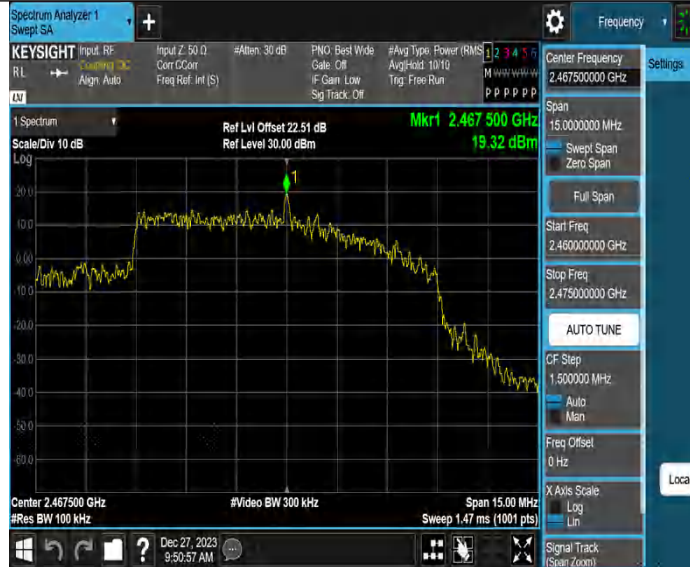 Spectrum Analyzer 1
Swept SA
+
Frequency
KEYSIGHT
RL
Input: RF
Coupling: DC
Align: Auto
Input Z: 50 Ω
Corr CCorr
Freq Ref: Int (S)
#Atten: 30 dB
PNO: Best Wide
Gate: Off
IF Gain: Low
Sig Track: Off
#Avg Type: Power (RMS
Avg|Hold: 10/10
Trig: Free Run
1 2 3 4 5 6
M W W W W W
P P P P P P
LXI
1 Spectrum
Scale/Div 10 dB
Log
Ref Lvl Offset 22.51 dB
Ref Level 30.00 dBm
Mkr1 2.467 500 GHz
19.32 dBm
1
20.0
10.0
0.00
-10.0
-20.0
-30.0
-40.0
-50.0
-60.0
Center 2.467500 GHz
#Res BW 100 kHz
#Video BW 300 kHz
Span 15.00 MHz
Sweep 1.47 ms (1001 pts)
?
Dec 27, 2023
9:50:57 AM
Center Frequency
2.467500000 GHz
Settings
Span
15.0000000 MHz
Swept Span
Zero Span
Full Span
Start Freq
2.460000000 GHz
Stop Freq
2.475000000 GHz
AUTO TUNE
CF Step
1.500000 MHz
Auto
Man
Freq Offset
0 Hz
X Axis Scale
Log
Lin
Loca
Signal Track
(Span Zoom)